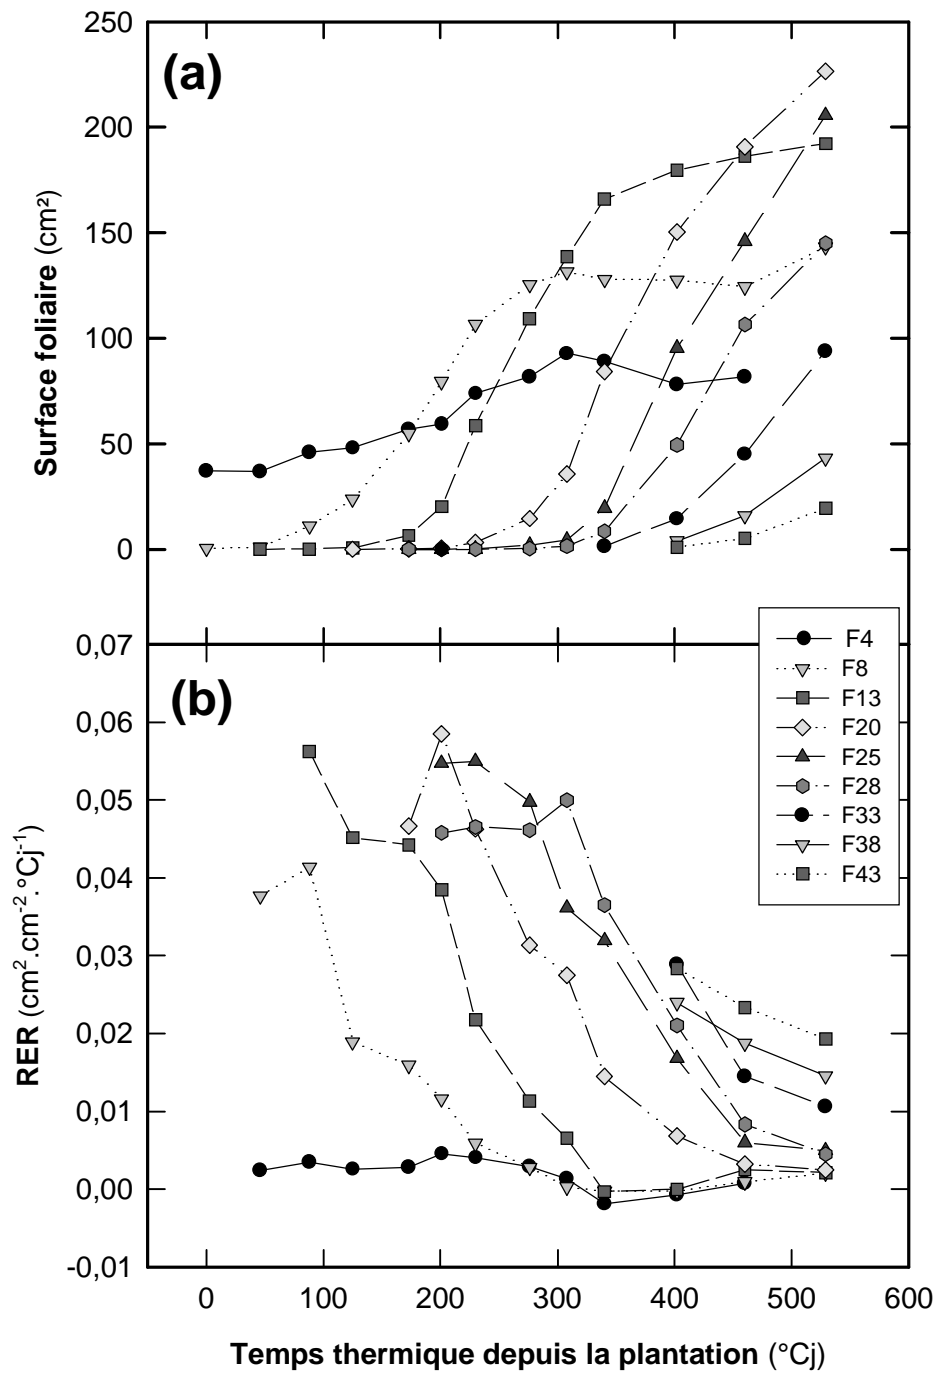 250
200
150
100
50
0
Surface foliaire (cm²)
(a)
0,07
0,06
0,05
0,04
0,03
0,02
0,01
0,00
-0,01
RER (cm².cm⁻².°Cj⁻¹)
(b)
F4
F8
F13
F20
F25
F28
F33
F38
F43
0 100 200 300 400 500 600
Temps thermique depuis la plantation (°Cj)